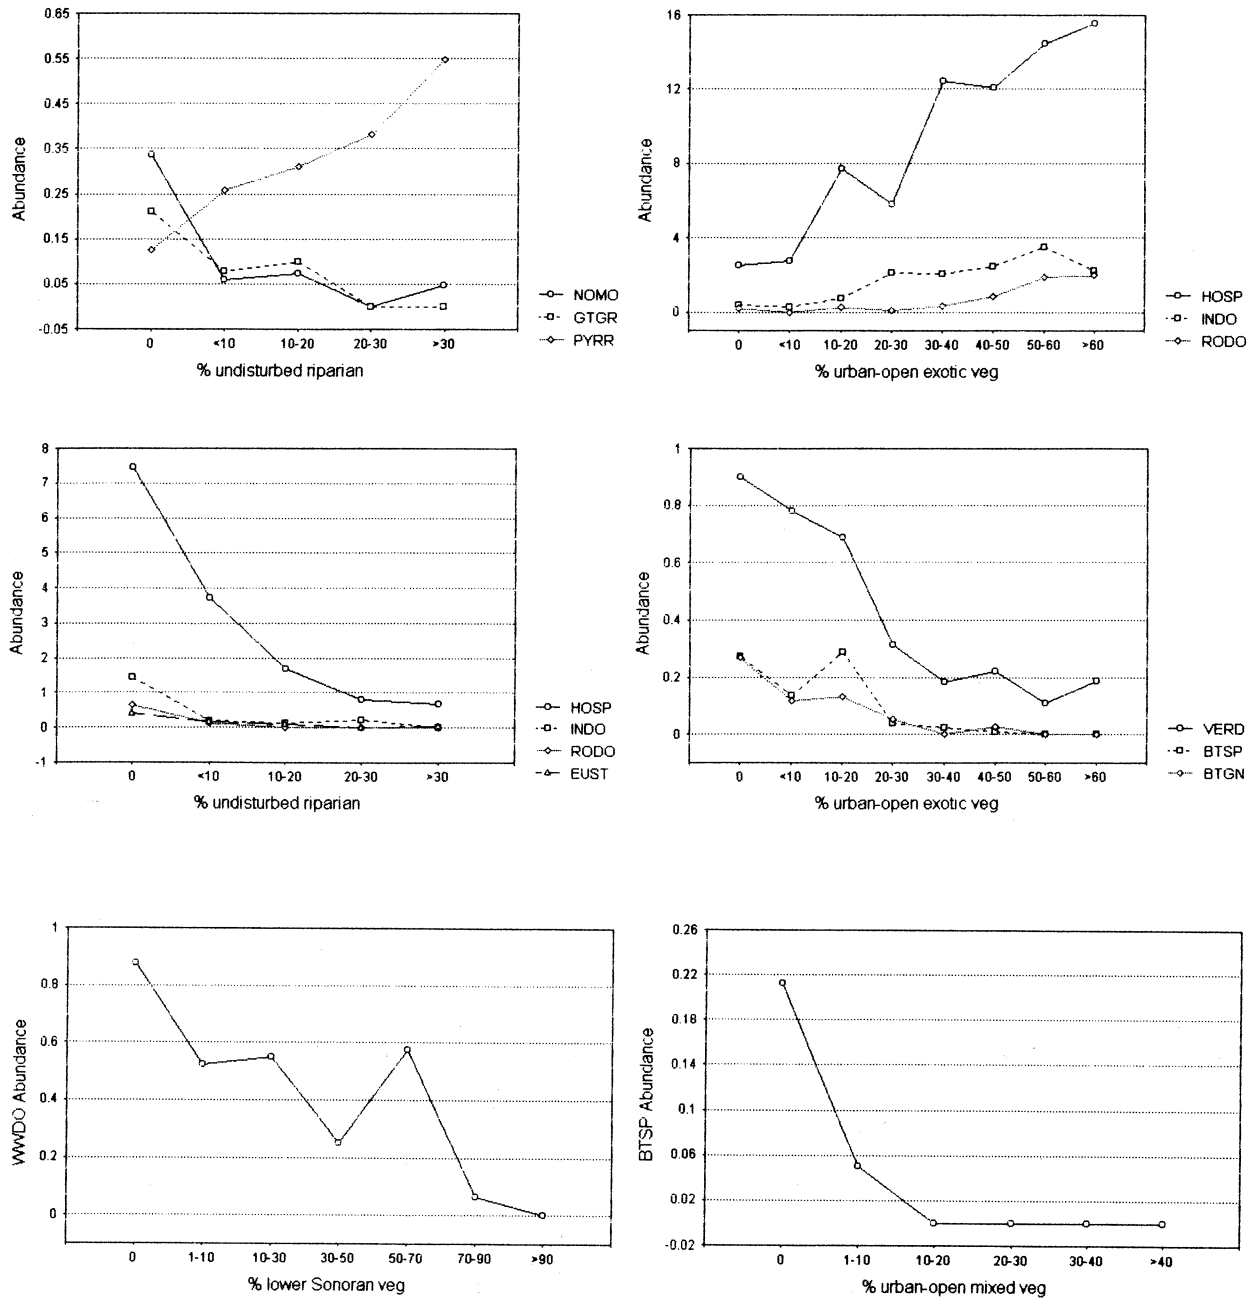 0.65
0.55
0.45
0.35
0.25
0.15
0.05
-0.05
Abundance
0 <10 10-20 20-30 >30
% undisturbed riparian
NOMO
GTGR
PYRR
16
12
8
4
0
Abundance
0 <10 10-20 20-30 30-40 40-50 50-60 >60
% urban-open exotic veg
HOSP
INDO
RODO
8
7
6
5
4
3
2
1
0
-1
Abundance
0 <10 10-20 20-30 >30
% undisturbed riparian
HOSP
INDO
RODO
EUST
1
0.8
0.6
0.4
0.2
0
Abundance
0 <10 10-20 20-30 30-40 40-50 50-60 >60
% urban-open exotic veg
VERD
BTSP
BTGN
1
0.8
0.6
0.4
0.2
0
WWDO Abundance
0 1-10 10-30 30-50 50-70 70-90 >90
% lower Sonoran veg
0.26
0.22
0.18
0.14
0.1
0.06
0.02
-0.02
BTSP Abundance
0 1-10 10-20 20-30 30-40 >40
% urban-open mixed veg